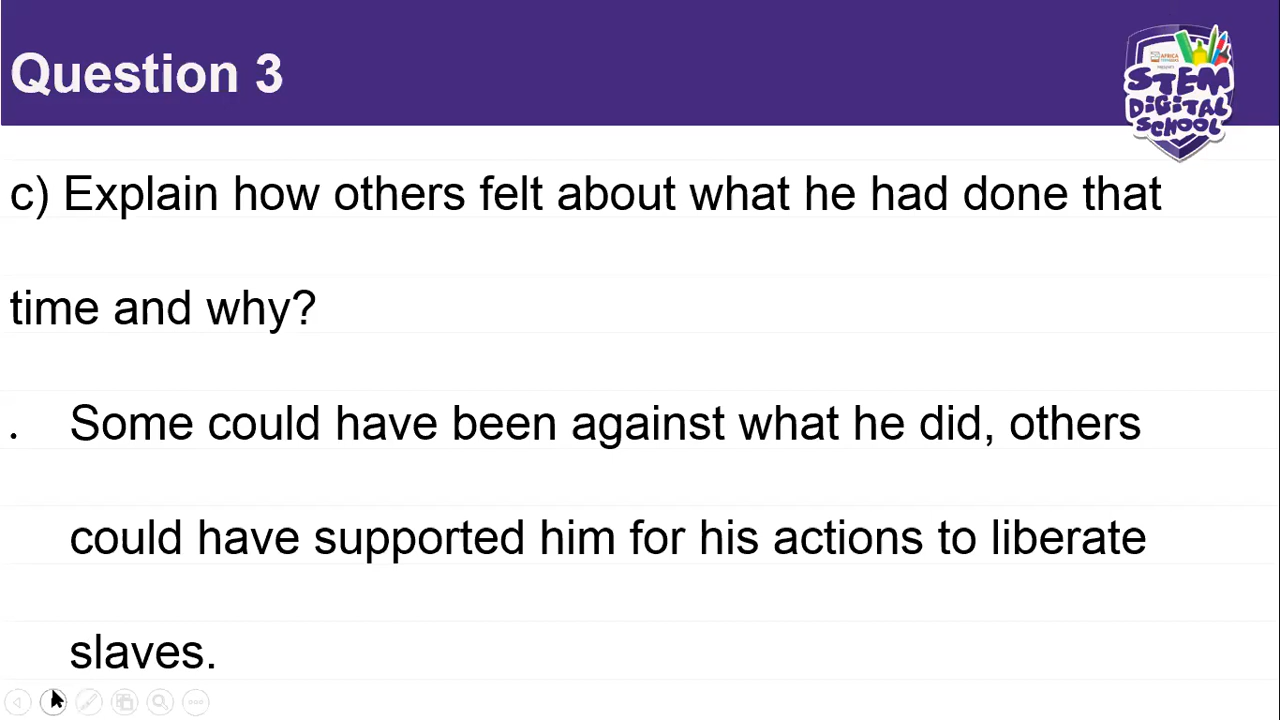 Question 3
AFRICA
STEM
DIGITAL
SCHOOL
c) Explain how others felt about what he had done that
time and why?
. Some could have been against what he did, others
could have supported him for his actions to liberate
slaves.